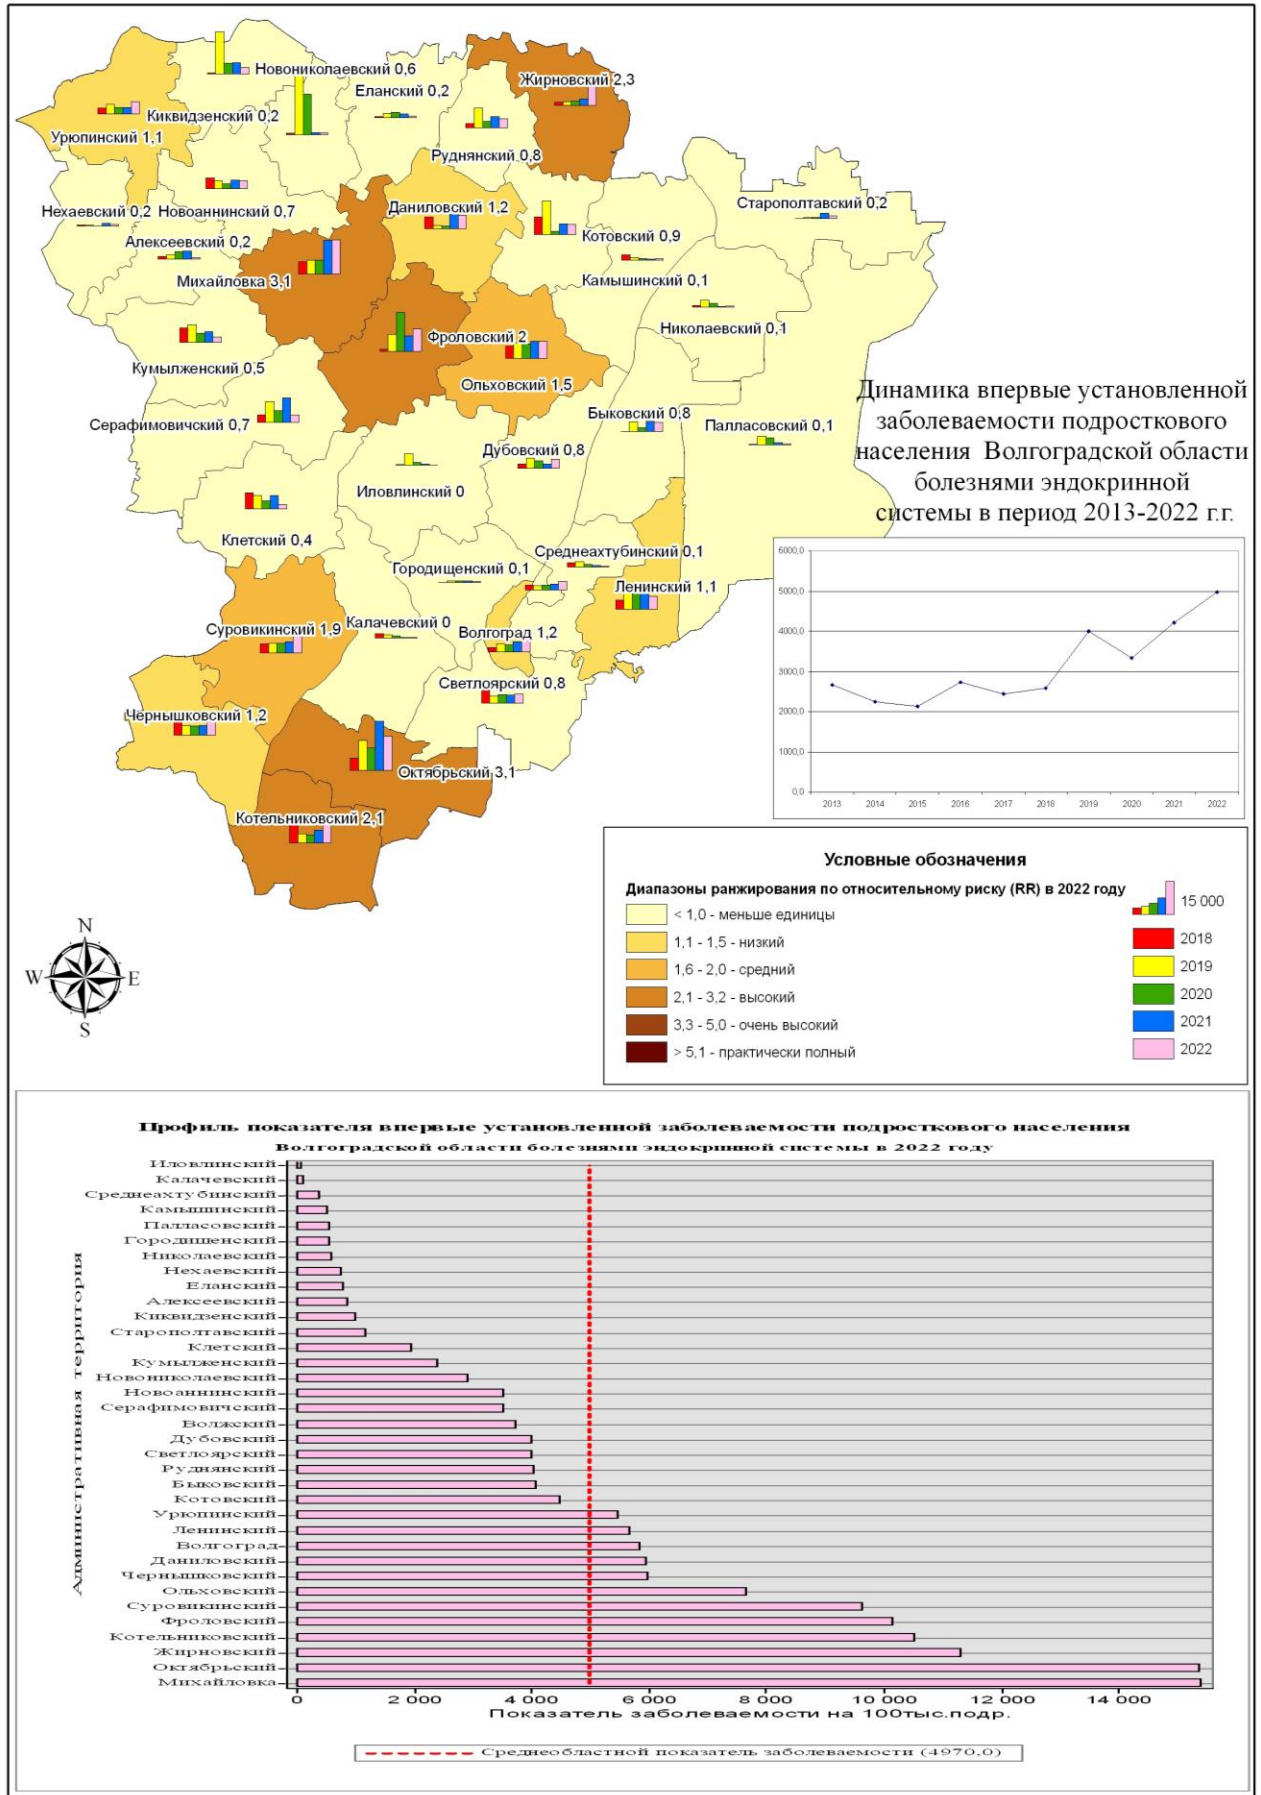 Новониколаевский 0,6
Жирновский 2,3
Еланский 0,2
Киквидзенский 0,2
Урюпинский 1,1
Руднянский 0,8
Старополтавский 0,2
Нехаевский 0,2
Новоаннинский 0,7
Даниловский 1,2
Котовский 0,9
Алексеевский 0,2
Михайловка 3,1
Камышинский 0,1
Николаевский 0,1
Фроловский 2
Кумылженский 0,5
Ольховский 1,5
Серафимовичский 0,7
Быковский 0,8
Палласовский 0,1
Дубовский 0,8
Иловлинский 0
Клетский 0,4
Среднеахтубинский 0,1
Городищенский 0,1
Ленинский 1,1
Суровикинский 1,9
Калачевский 0
Волгоград 1,2
Светлоярский 0,8
Чернышковский 1,2
Октябрьский 3,1
Котельниковский 2,1
Динамика впервые установленной
заболеваемости подросткового
населения Волгоградской области
болезнями эндокринной
системы в период 2013-2022 г.г.
6000,0
5000,0
4000,0
3000,0
2000,0
1000,0
0,0
2013 2014 2015 2016 2017 2018 2019 2020 2021 2022
N
W E
S
Условные обозначения
Диапазоны ранжирования по относительному риску (RR) в 2022 году
< 1,0 - меньше единицы
1,1 - 1,5 - низкий
1,6 - 2,0 - средний
2,1 - 3,2 - высокий
3,3 - 5,0 - очень высокий
> 5,1 - практически полный
15 000
2018
2019
2020
2021
2022
Профиль показателя впервые установленной заболеваемости подросткового населения
Волгоградской области болезнями эндокринной системы в 2022 году
Административная территория
Иловлинский
Калачевский
Среднеахтубинский
Камышинский
Палласовский
Городищенский
Николаевский
Нехаевский
Еланский
Алексеевский
Киквидзенский
Старополтавский
Клетский
Кумылженский
Новониколаевский
Новоаннинский
Серафимовичский
Волжский
Дубовский
Светлоярский
Руднянский
Быковский
Котовский
Урюпинский
Ленинский
Волгоград
Даниловский
Чернышковский
Ольховский
Суровикинский
Фроловский
Котельниковский
Жирновский
Октябрьский
Михайловка
0 2 000 4 000 6 000 8 000 10 000 12 000 14 000
Показатель заболеваемости на 100тыс.подр.
Среднеобластной показатель заболеваемости (4970.0)